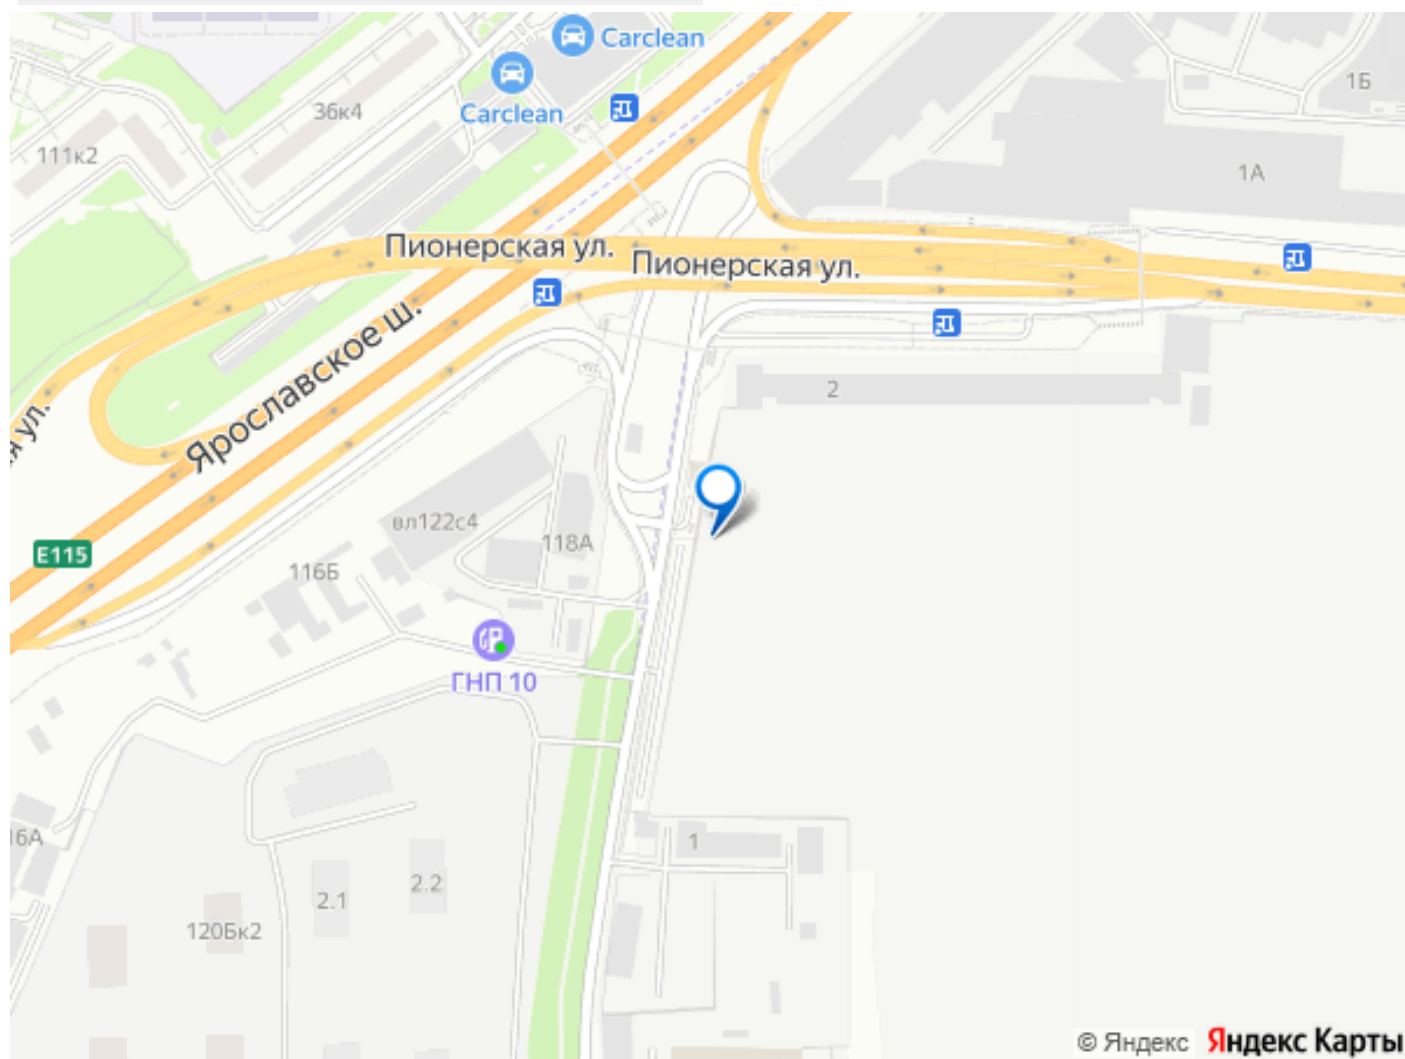 Carclean
Carclean
36к4
111к2
1Б
1А
Пионерская ул.
Пионерская ул.
Ярославское ш.
я ул.
2
E115
вл122с4
118А
116Б
ГНП 10
16А
1
2.1
2.2
120Бк2
© Яндекс Яндекс Карты